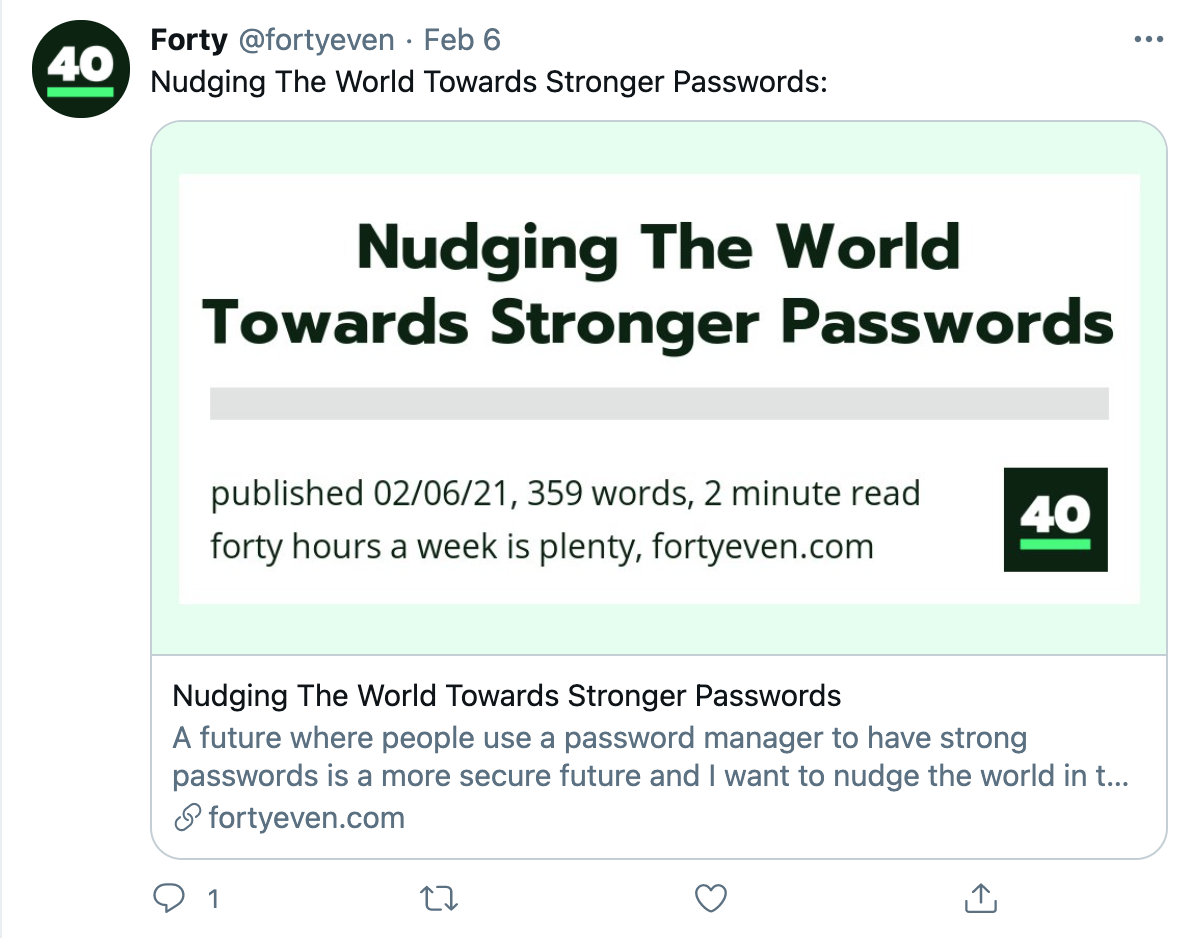 40
Forty @fortyeven · Feb 6
Nudging The World Towards Stronger Passwords:
Nudging The World
Towards Stronger Passwords
published 02/06/21, 359 words, 2 minute read
forty hours a week is plenty, fortyeven.com
40
Nudging The World Towards Stronger Passwords
A future where people use a password manager to have strong
passwords is a more secure future and I want to nudge the world in t...
fortyeven.com
1